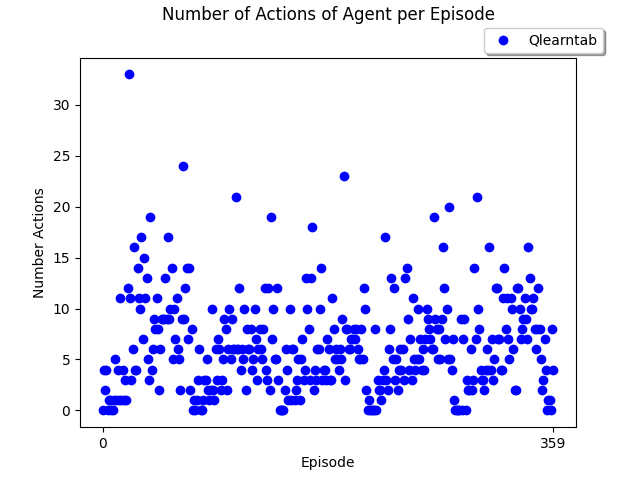 Number of Actions of Agent per Episode
Qlearntab
30
25
20
15
10
5
0
Number Actions
0 359
Episode